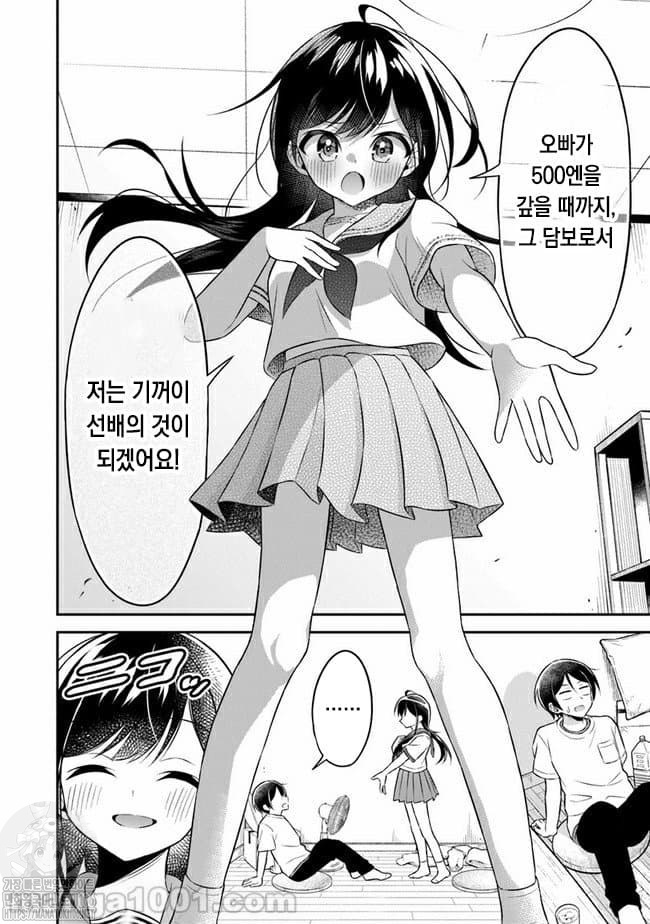 오빠가
500엔을
갚을 때까지,
그 담보로서
저는 기꺼이
선배의 것이
되겠어요!
ニコッ
……